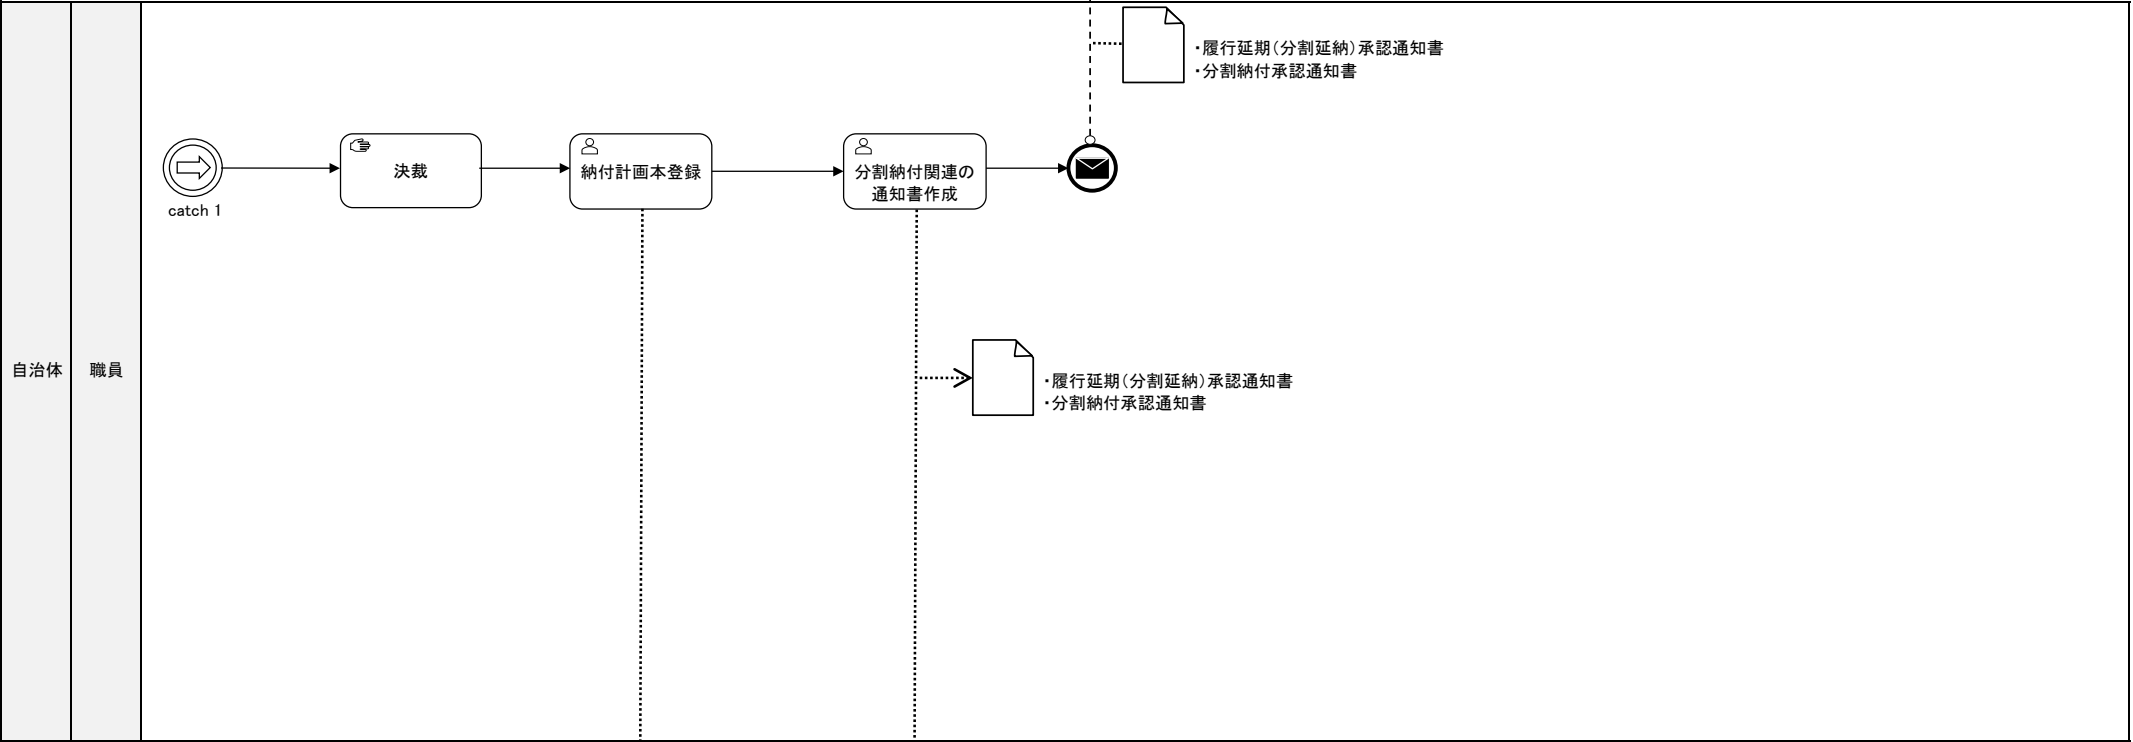 ・履行延期（分割延納）承認通知書
・分割納付承認通知書
決裁
納付計画本登録
分割納付関連の
通知書作成
catch 1
自治体
職員
・履行延期（分割延納）承認通知書
・分割納付承認通知書